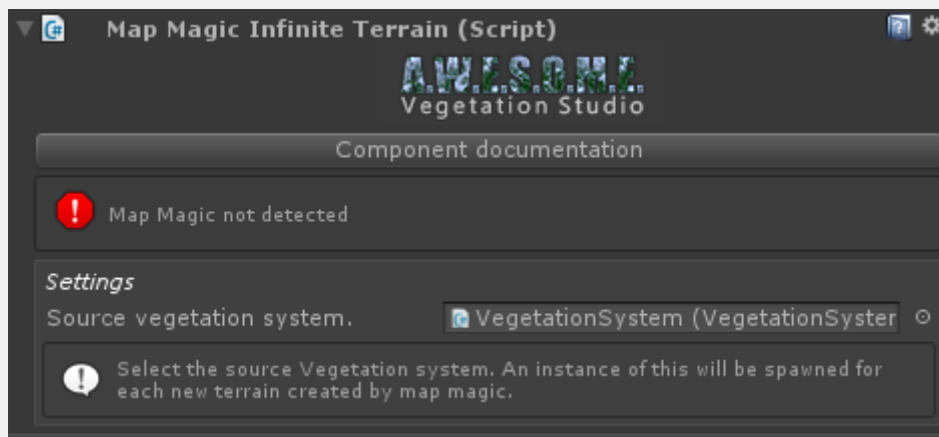 Map Magic Infinite Terrain (Script)
A.W.E.S.O.M.E.
Vegetation Studio
Component documentation
Map Magic not detected
Settings
Source vegetation system.
VegetationSystem (VegetationSyster
Select the source Vegetation system. An instance of this will be spawned for
each new terrain created by map magic.